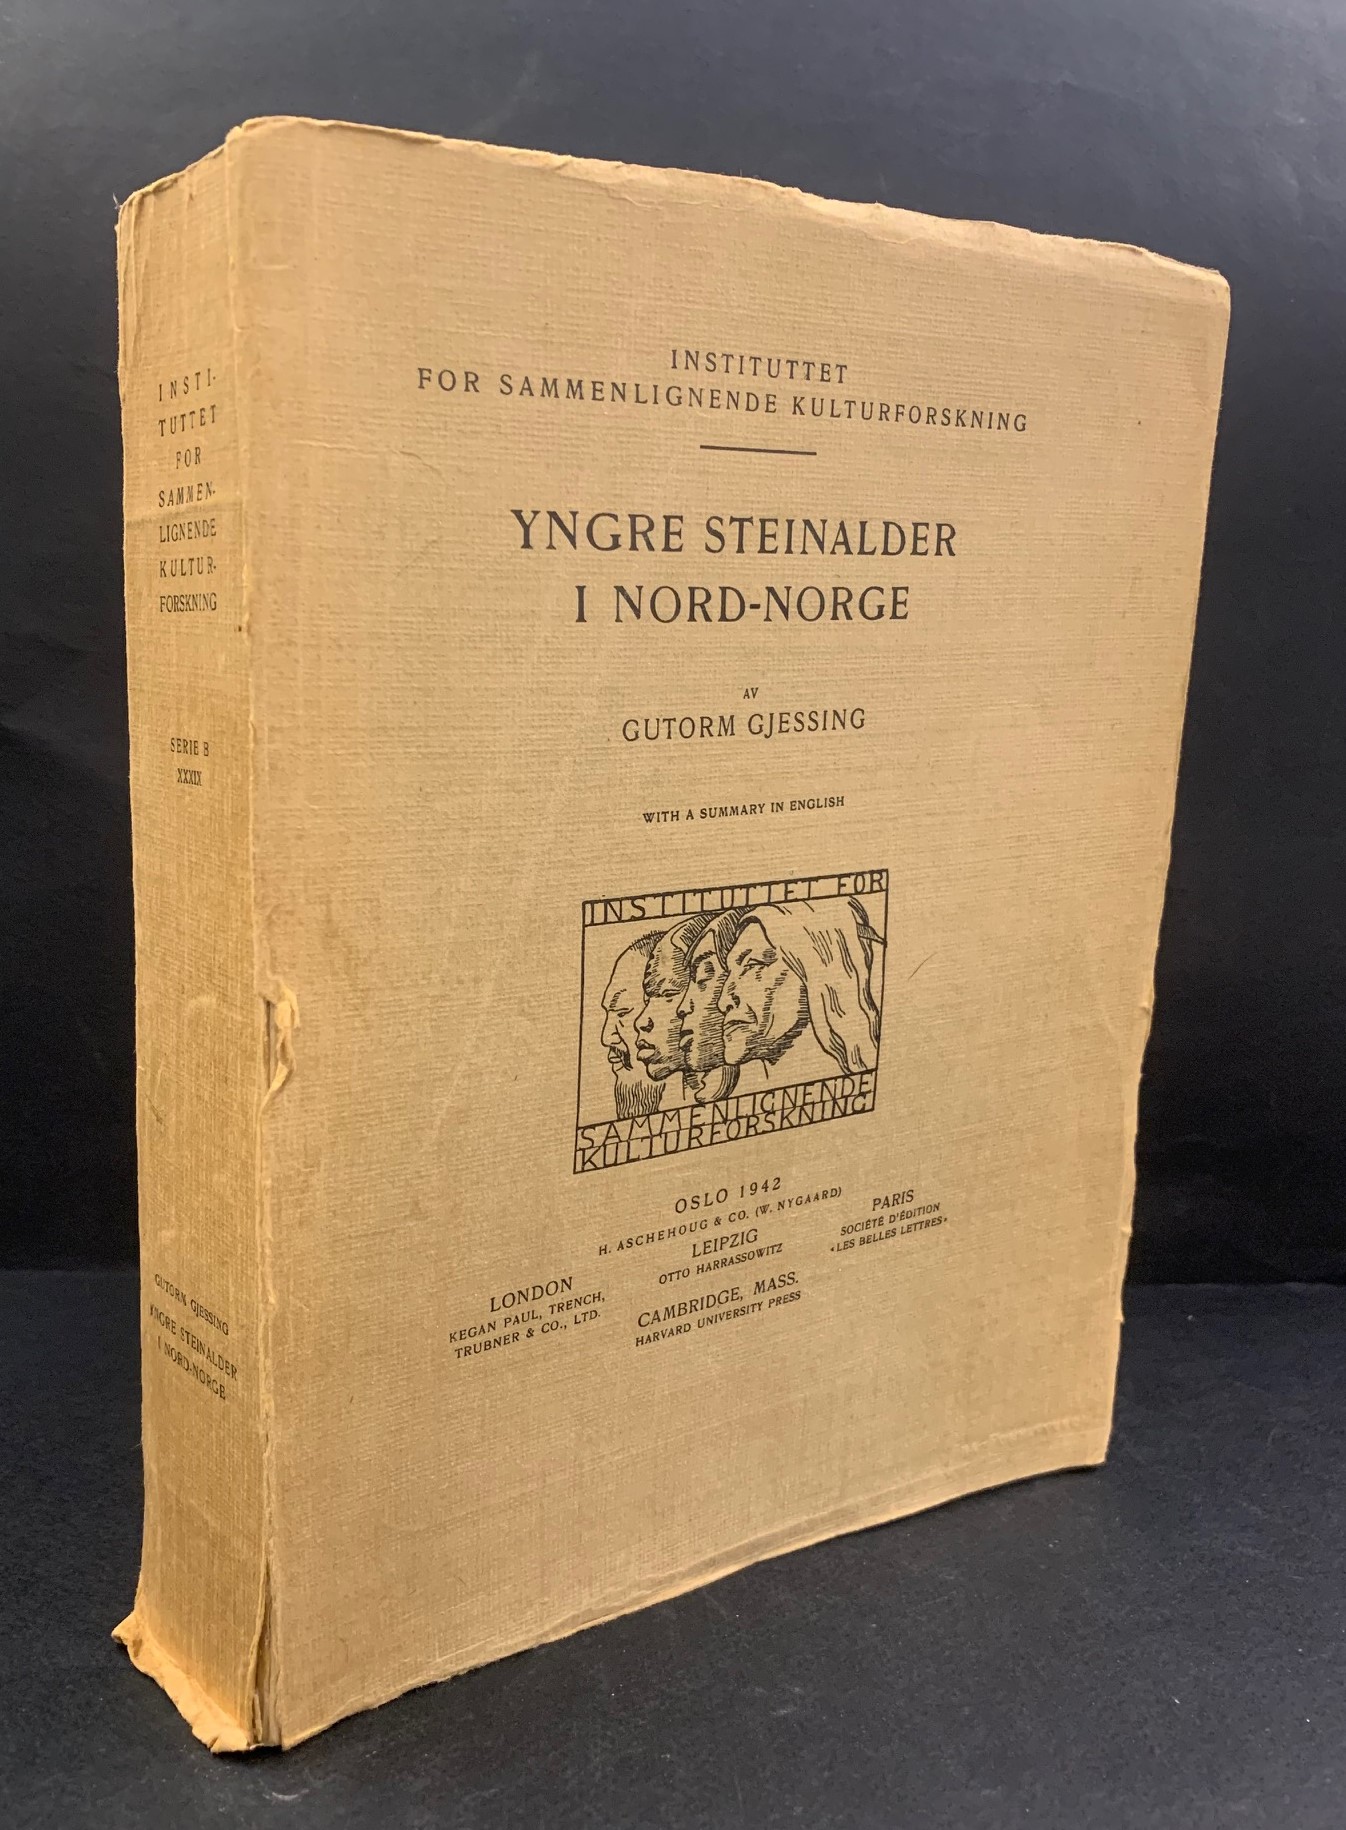 INSTI-
TUTTET
FOR
SAMMEN-
LIGNENDE
KULTUR-
FORSKNING
SERIE B
XXXIX
GUTORM GJESSING
YNGRE STEINALDER
I NORD-NORGE
INSTITUTTET
FOR SAMMENLIGNENDE KULTURFORSKNING
YNGRE STEINALDER
I NORD-NORGE
AV
GUTORM GJESSING
WITH A SUMMARY IN ENGLISH
INSTITUTTET FOR
SAMMENLIGNENDE
KULTURFORSKNING
OSLO 1942
H. ASCHEHOUG & CO. (W. NYGAARD)
LONDON
KEGAN PAUL, TRENCH,
TRUBNER & CO., LTD.
LEIPZIG
OTTO HARRASSOWITZ
PARIS
SOCIÉTÉ D'ÉDITION
«LES BELLES LETTRES»
CAMBRIDGE, MASS.
HARVARD UNIVERSITY PRESS